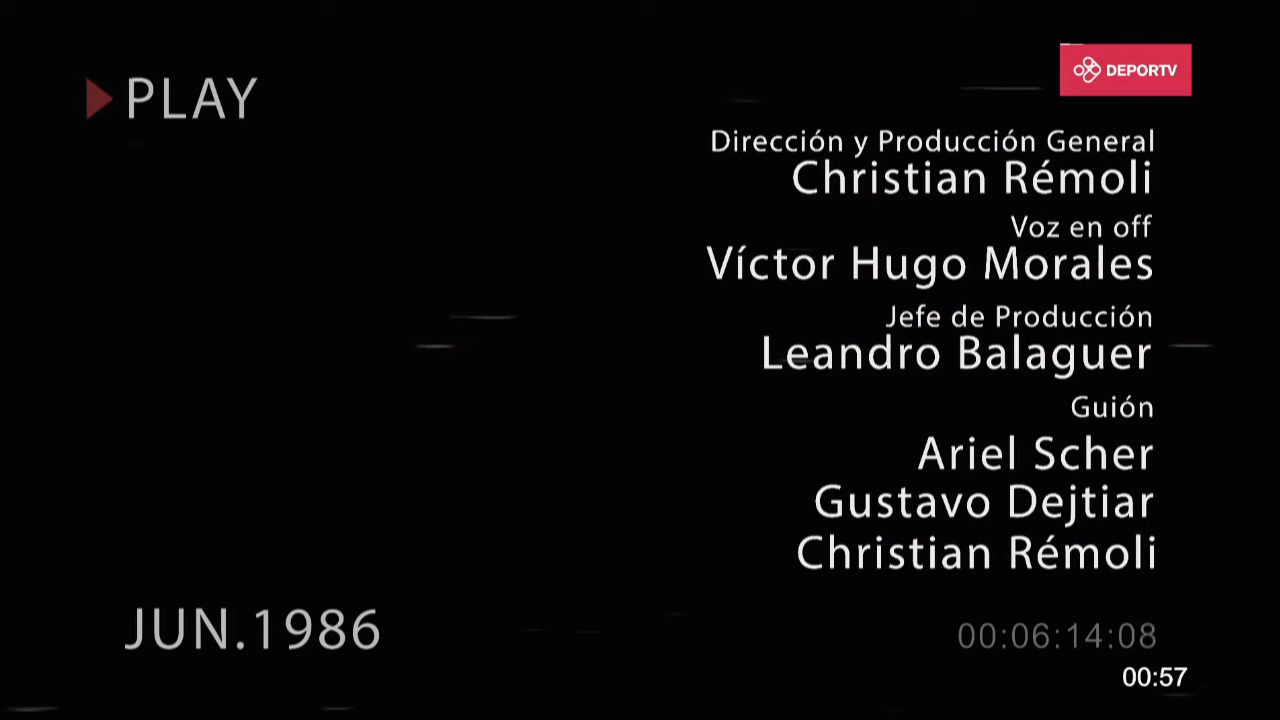 PLAY
DEPORTV
Dirección y Producción General
Christian Rémoli
Voz en off
Víctor Hugo Morales
Jefe de Producción
Leandro Balaguer
Guión
Ariel Scher
Gustavo Dejtiar
Christian Rémoli
JUN.1986
00:06:14:08
00:57